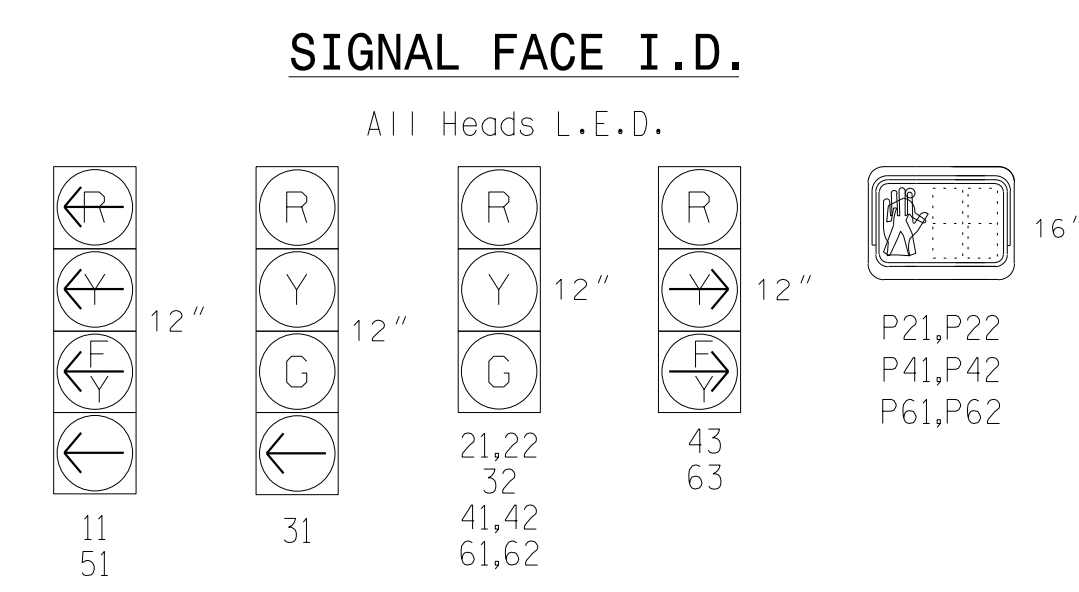 SIGNAL FACE I.D.
All Heads L.E.D.
R
Y
F
Y
12"
11
51
R
Y
G
12"
31
R
Y
G
12"
21,22
32
41,42
61,62
R
Y
F
Y
12"
43
63
16'
P21,P22
P41,P42
P61,P62